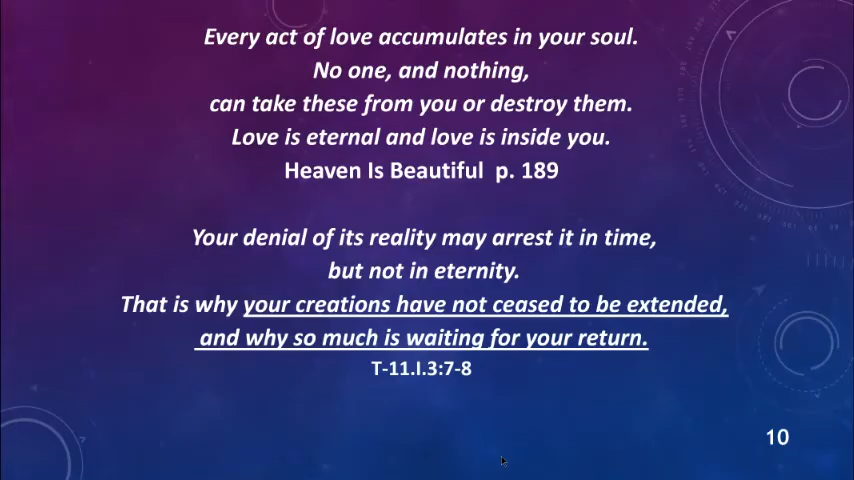 Every act of love accumulates in your soul.
No one, and nothing,
can take these from you or destroy them.
Love is eternal and love is inside you.
Heaven Is Beautiful  p. 189
Your denial of its reality may arrest it in time,
but not in eternity.
That is why your creations have not ceased to be extended,
and why so much is waiting for your return.
T-11.I.3:7-8
10